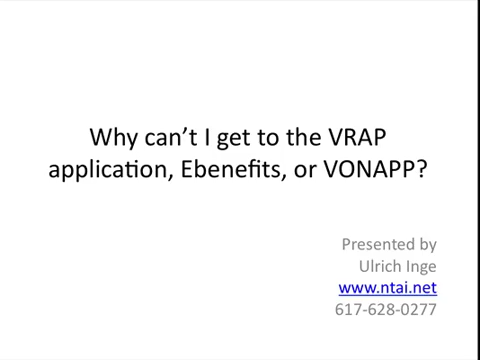 Why can’t I get to the VRAP
application, Ebenefits, or VONAPP?
Presented by
Ulrich Inge
www.ntai.net
617-628-0277